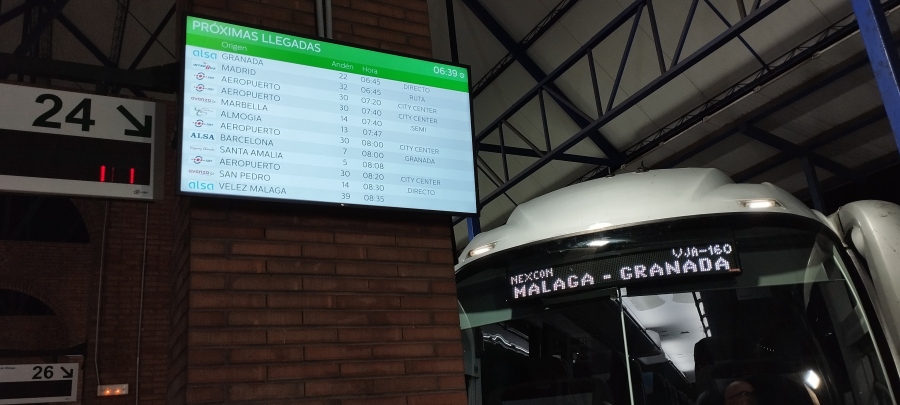 PRÓXIMAS LLEGADAS
06:39
Origen Andén Hora
alsa GRANADA 22 06:45 DIRECTO
MADRID 32 06:45 RUTA
AEROPUERTO 30 07:20 CITY CENTER
AEROPUERTO 30 07:40 CITY CENTER
avanza MARBELLA 14 07:40 SEMI
ALMOGIA 13 07:47
AEROPUERTO 30 08:00 CITY CENTER
ALSA BARCELONA 7 08:00 GRANADA
SANTA AMALIA 5 08:08
AEROPUERTO 30 08:20 CITY CENTER
avanza SAN PEDRO 14 08:30 DIRECTO
alsa VELEZ MALAGA 39 08:35
24
26
NEXCON VJA-160
MALAGA - GRANADA